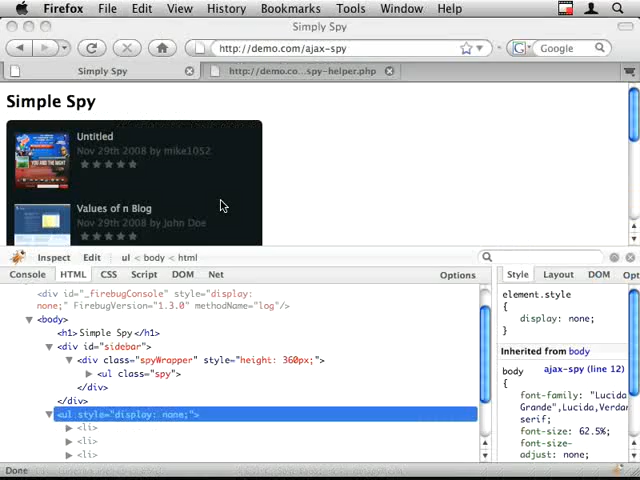 Firefox File Edit View History Bookmarks Tools Window Help
Simply Spy
http://demo.com/ajax-spy
Google
Simply Spy
http://demo.co...spy-helper.php
Simple Spy
Untitled
Nov 29th 2008 by mike1052
Values of n Blog
Nov 29th 2008 by John Doe
Inspect Edit ul < body < html
Console HTML CSS Script DOM Net Options
Style Layout DOM Opt
<div id="_firebugConsole" style="display:
none;" FirebugVersion="1.3.0" methodName="log"/>
<body>
<h1>Simple Spy</h1>
<div id="sidebar">
<div class="spyWrapper" style="height: 360px;">
<ul class="spy">
</div>
</div>
<ul style="display: none;">
<li>
<li>
<li>
element.style
{
display: none;
}
Inherited from body
ajax-spy (line 12)
body
{
font-family: "Lucida
Grande",Lucida,Verdan
serif;
font-size: 62.5%;
font-size-
adjust: none;
Done